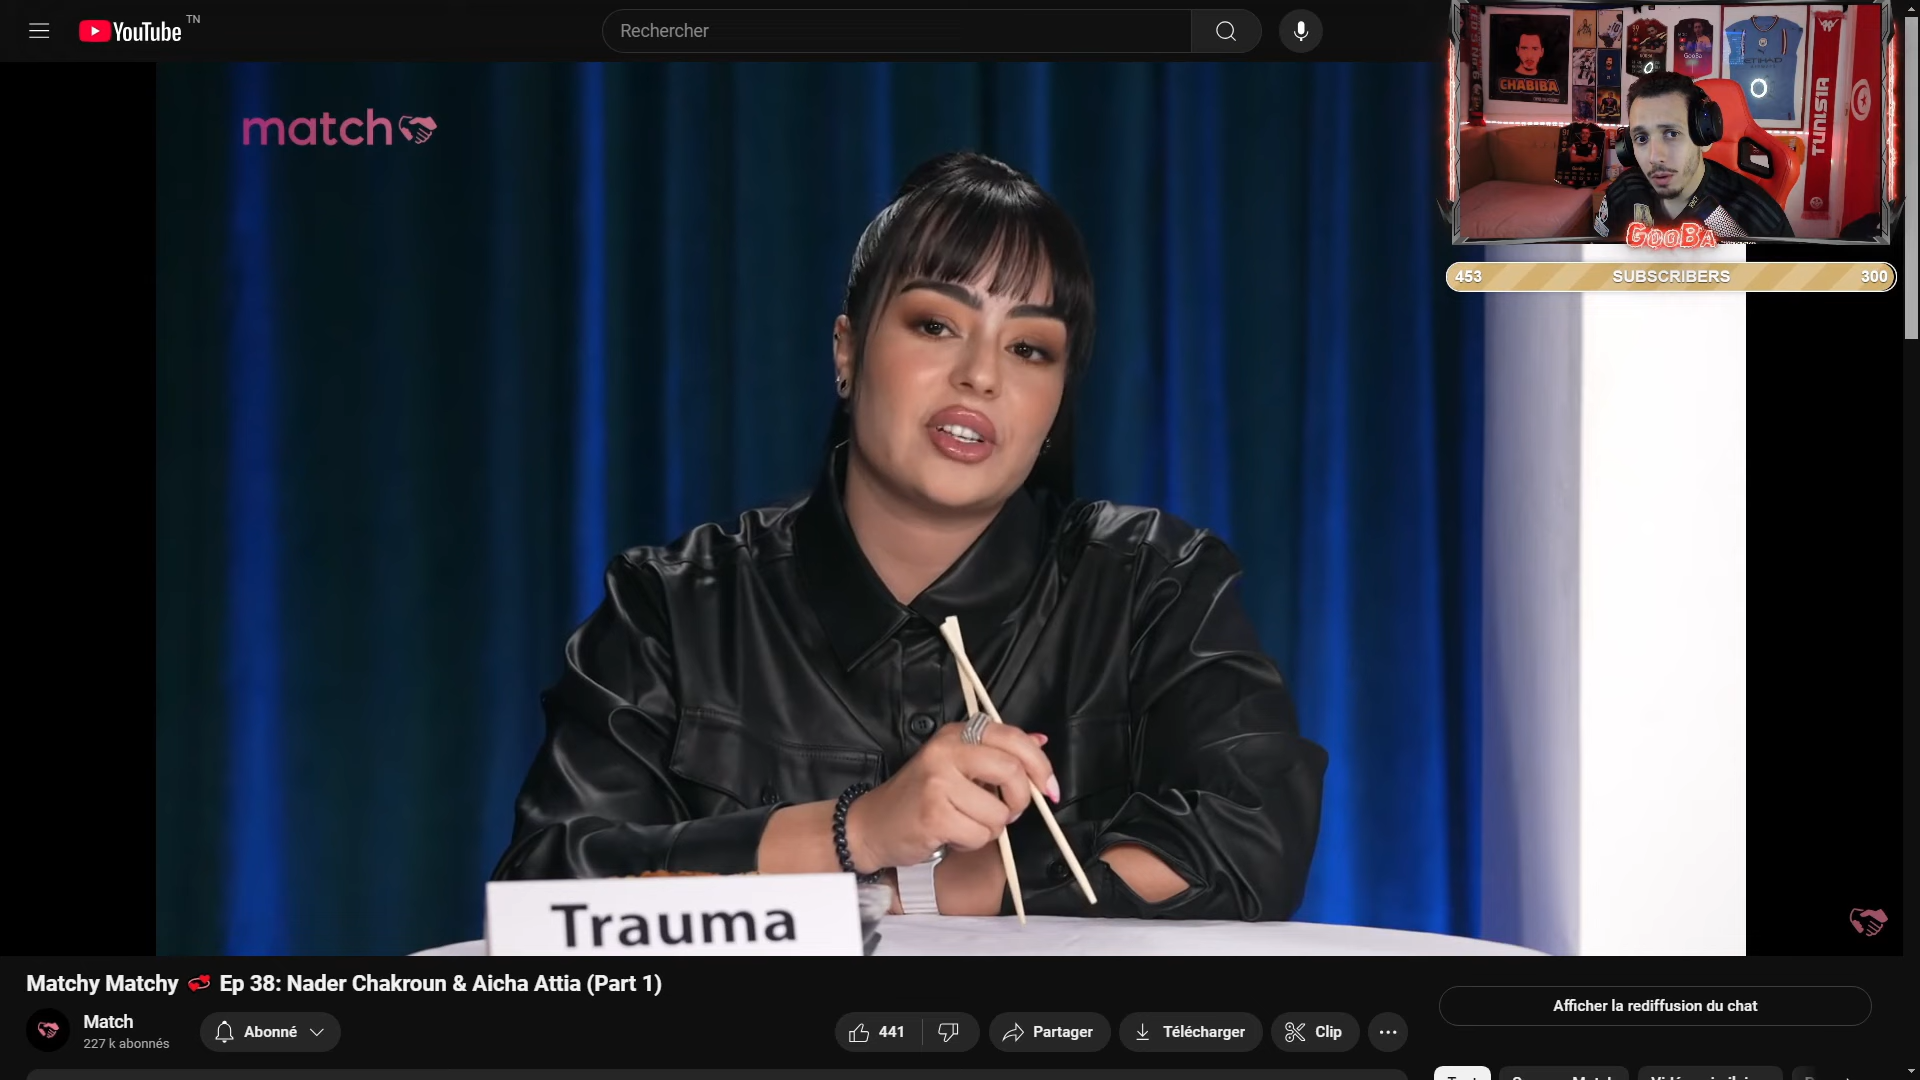 YouTube TN
Rechercher
match
CHABIBA
ETIHAD
TUNISIA
GooBa
453 SUBSCRIBERS 300
Trauma
Matchy Matchy 💞 Ep 38: Nader Chakroun & Aicha Attia (Part 1)
Match
227 k abonnés
Abonné
441
Partager
Télécharger
Clip
Afficher la rediffusion du chat